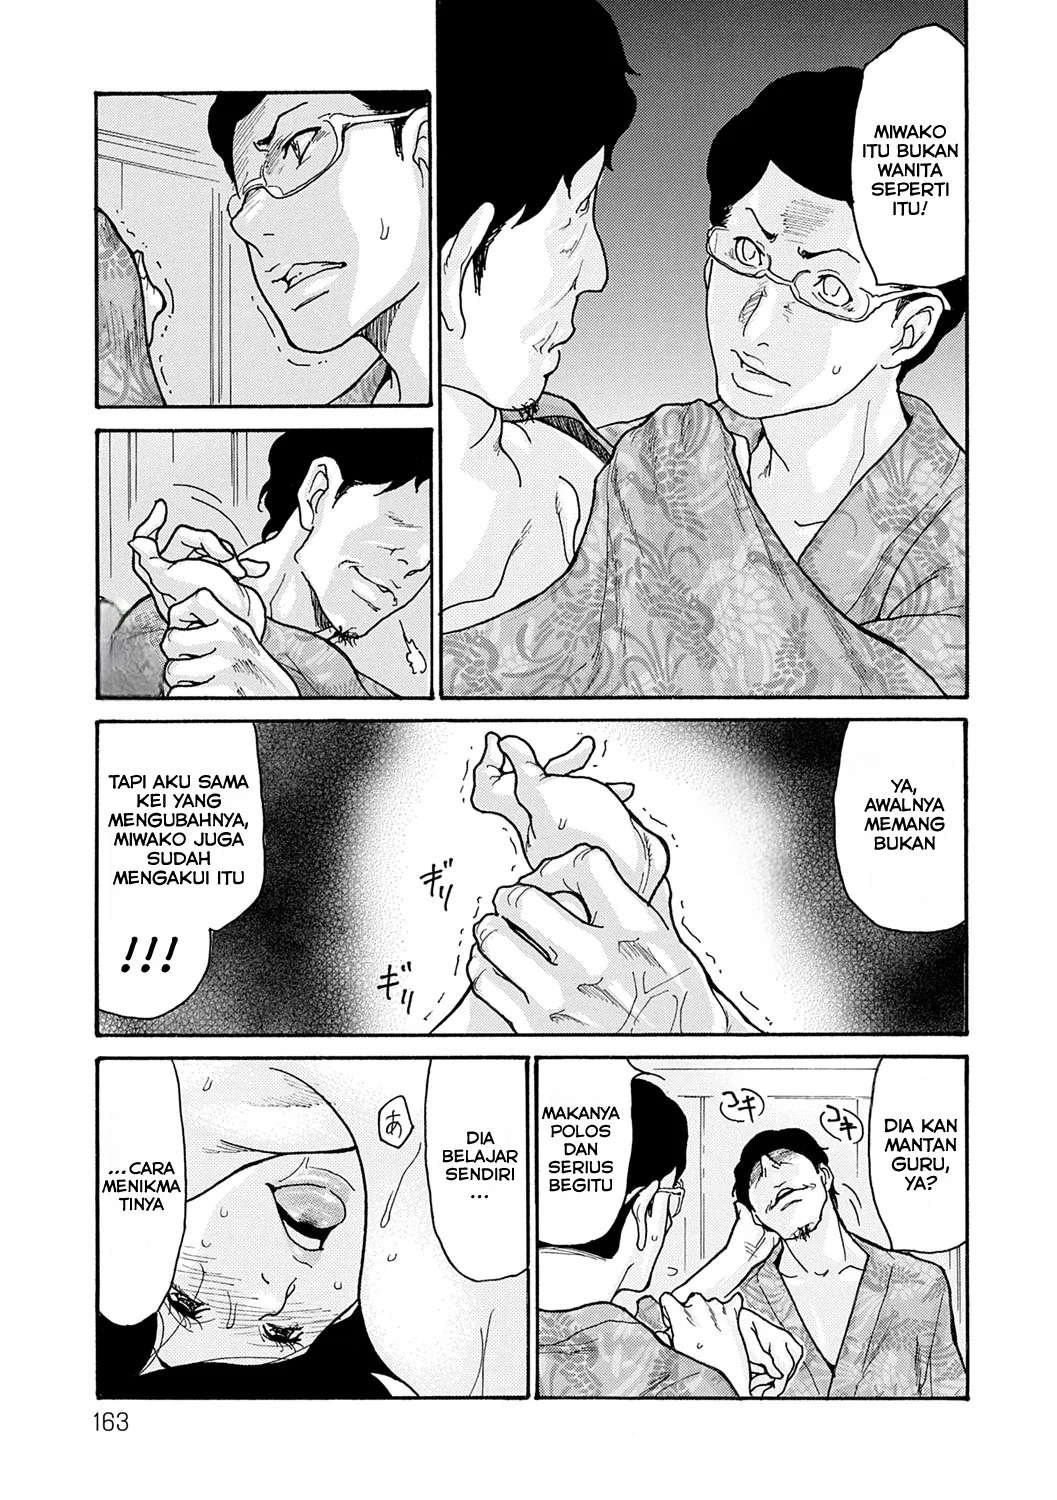 MIWAKO
ITU BUKAN
WANITA
SEPERTI
ITU!
YA,
AWALNYA
MEMANG
BUKAN
TAPI AKU SAMA
KEI YANG
MENGUBAHNYA,
MIWAKO JUGA
SUDAH
MENGAKUI ITU
!!!
ギリ
ギリ
DIA KAN
MANTAN
GURU,
YA?
コキ
コキ
MAKANYA
POLOS
DAN
SERIUS
BEGITU
DIA
BELAJAR
SENDIRI
...
あ
...CARA
MENIKMA
TINYA
163